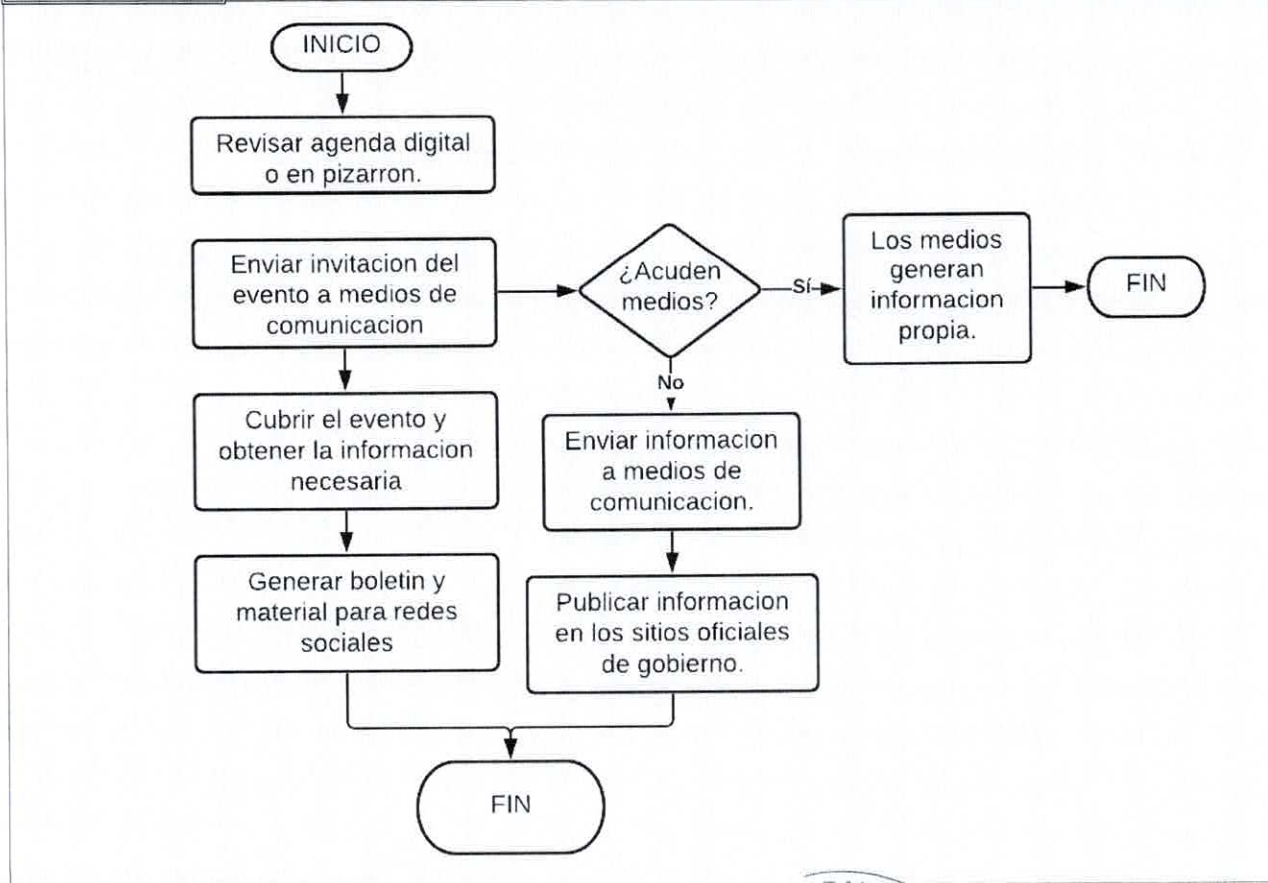 INICIO
Revisar agenda digital
o en pizarron.
Enviar invitacion del
evento a medios de
comunicacion
¿Acuden
medios?
Sí
Los medios
generan
informacion
propia.
FIN
No
Cubrir el evento y
obtener la informacion
necesaria
Enviar informacion
a medios de
comunicacion.
Generar boletin y
material para redes
sociales
Publicar informacion
en los sitios oficiales
de gobierno.
FIN